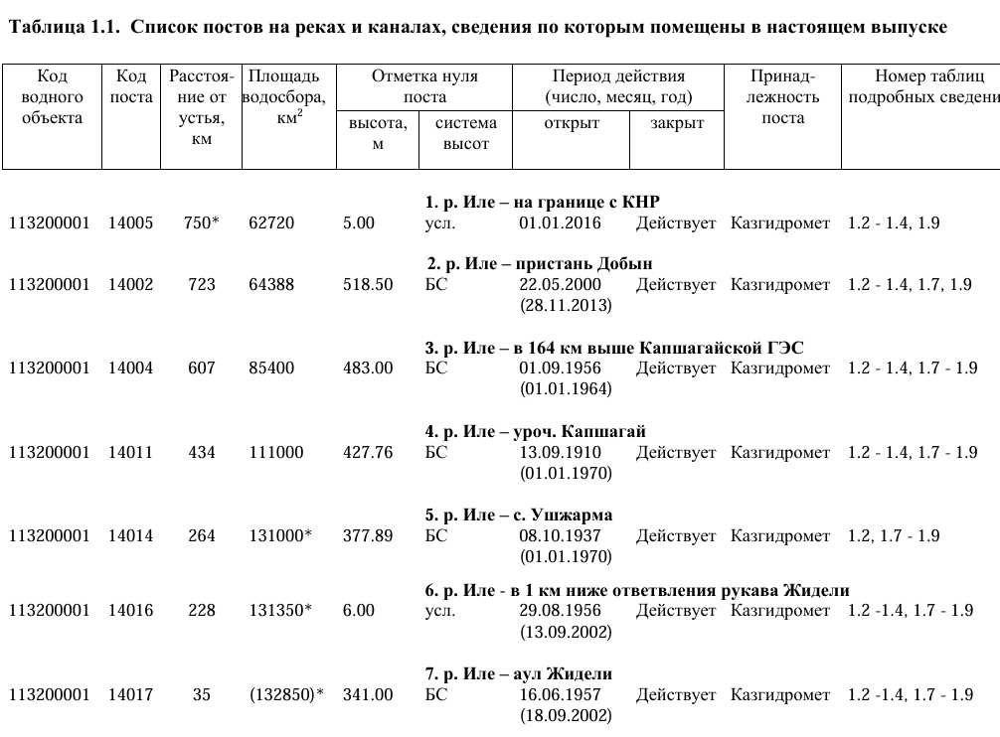 Таблица 1.1.  Список постов на реках и каналах, сведения по которым помещены в настоящем выпуске
Код водного объекта
Код поста
Расстоя-ние от устья, км
Площадь водосбора, км²
Отметка нуля поста
высота, м
система высот
Период действия (число, месяц, год)
открыт
закрыт
Принад-лежность поста
Номер таблиц подробных сведени
1. р. Иле – на границе с КНР
113200001 14005 750* 62720 5.00 усл. 01.01.2016 Действует Казгидромет 1.2 - 1.4, 1.9
2. р. Иле – пристань Добын
113200001 14002 723 64388 518.50 БС 22.05.2000 Действует Казгидромет 1.2 - 1.4, 1.7, 1.9
(28.11.2013)
3. р. Иле – в 164 км выше Капшагайской ГЭС
113200001 14004 607 85400 483.00 БС 01.09.1956 Действует Казгидромет 1.2 - 1.4, 1.7 - 1.9
(01.01.1964)
4. р. Иле – уроч. Капшагай
113200001 14011 434 111000 427.76 БС 13.09.1910 Действует Казгидромет 1.2 - 1.4, 1.7 - 1.9
(01.01.1970)
5. р. Иле – с. Ушжарма
113200001 14014 264 131000* 377.89 БС 08.10.1937 Действует Казгидромет 1.2, 1.7 - 1.9
(01.01.1970)
6. р. Иле - в 1 км ниже ответвления рукава Жидели
113200001 14016 228 131350* 6.00 усл. 29.08.1956 Действует Казгидромет 1.2 -1.4, 1.7 - 1.9
(13.09.2002)
7. р. Иле – аул Жидели
113200001 14017 35 (132850)* 341.00 БС 16.06.1957 Действует Казгидромет 1.2 -1.4, 1.7 - 1.9
(18.09.2002)